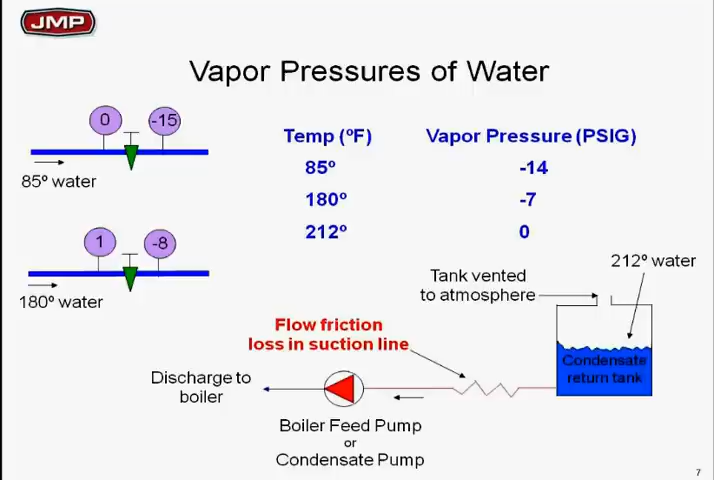 JMP
Vapor Pressures of Water
0
-15
85º water
Temp (ºF)
Vapor Pressure (PSIG)
85º
-14
180º
-7
212º
0
1
-8
180º water
212º water
Tank vented
to atmosphere
Flow friction
loss in suction line
Condensate
return tank
Discharge to
boiler
Boiler Feed Pump
or
Condensate Pump
7